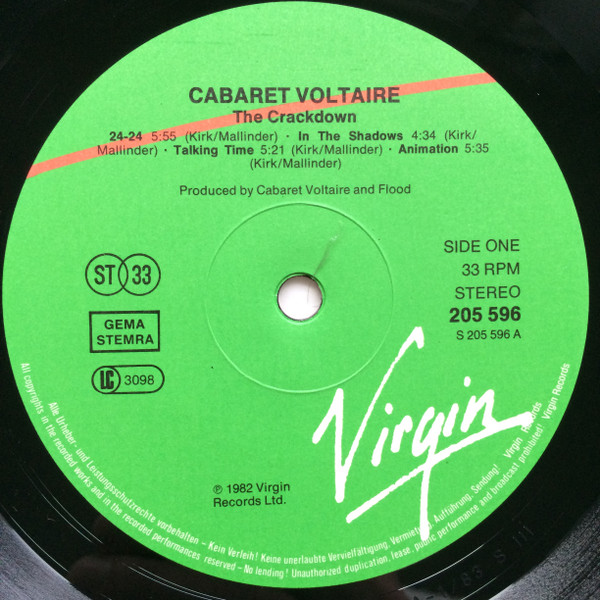 CABARET VOLTAIRE
The Crackdown
24-24 5:55 (Kirk/Mallinder) · In The Shadows 4:34 (Kirk/
Mallinder) · Talking Time 5:21 (Kirk/Mallinder) · Animation 5:35
(Kirk/Mallinder)
Produced by Cabaret Voltaire and Flood
ST 33
GEMA
STEMRA
LC 3098
SIDE ONE
33 RPM
STEREO
205 596
S 205 596 A
Virgin
℗ 1982 Virgin
Records Ltd.
Alle Urheber- und Leistungsschutzrechte vorbehalten – Kein Verleih! Keine unerlaubte Vervielfältigung, Vermietung, Aufführung, Sendung! Virgin Records
All copyrights in the recorded works and in the recorded performances reserved – No lending! Unauthorized duplication, lease, public performance and broadcast prohibited! Virgin Records